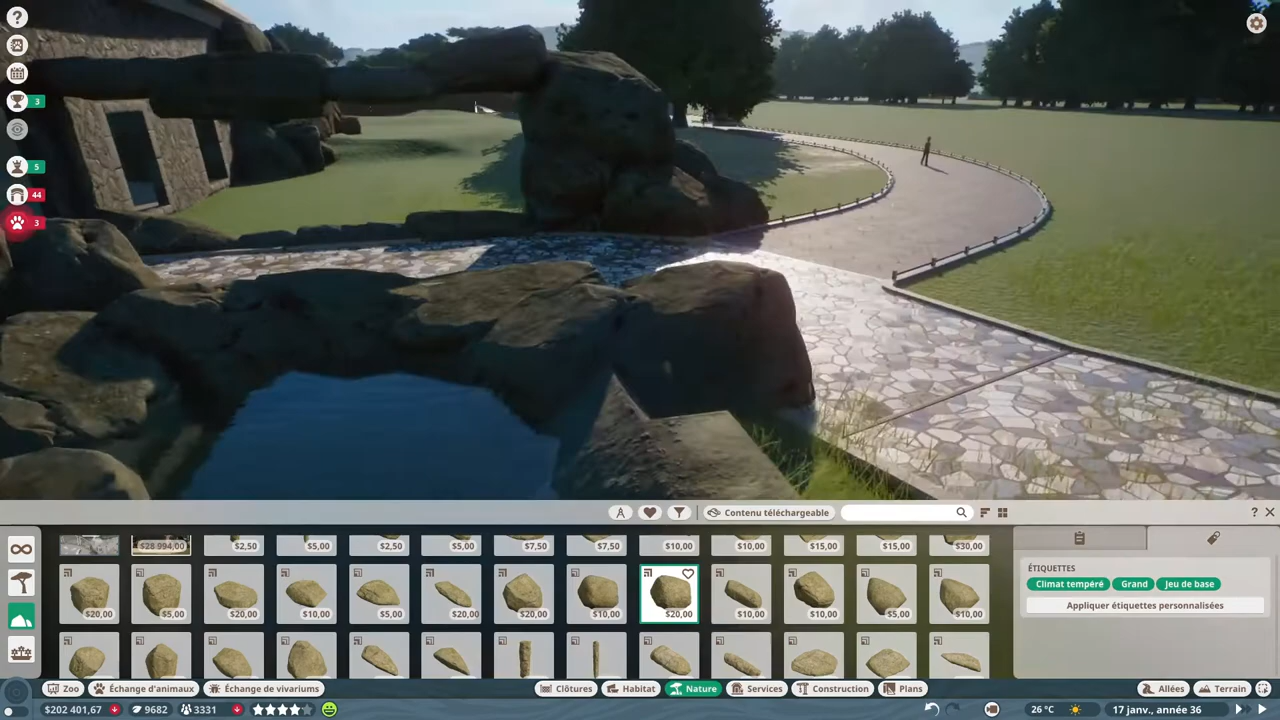 ?
3
5
44
3
Contenu téléchargeable
?
$28 994,00 $2,50 $5,00 $2,50 $5,00 $7,50 $7,50 $10,00 $10,00 $15,00 $15,00 $30,00
$20,00 $5,00 $20,00 $10,00 $5,00 $20,00 $20,00 $10,00 $20,00 $10,00 $10,00 $5,00 $10,00
ÉTIQUETTES
Climat tempéré Grand Jeu de base
Appliquer étiquettes personnalisées
Zoo Échange d'animaux Échange de vivariums Clôtures Habitat Nature Services Construction Plans Allées Terrain
$202 401,67 9682 3331 26 °C 17 janv., année 36